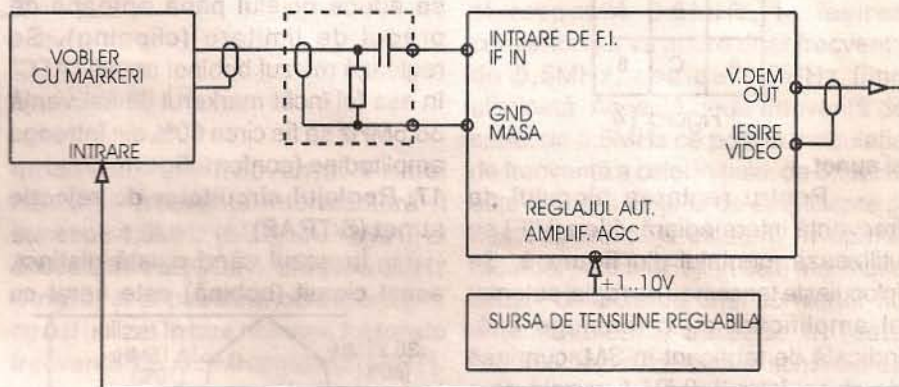 VOBLER
CU MARKERI
INTRARE
INTRARE DE F.I.
IF IN
GND
MASA
V.DEM
OUT
IESIRE
VIDEO
REGLAJUL AUT.
AMPLIF. AGC
+1...10V
SURSA DE TENSIUNE REGLABILA